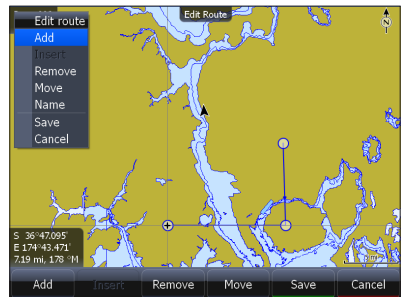 Edit Route
Edit route
Add
Insert
Remove
Move
Name
Save
Cancel
N
S 36°47.095'
E 174°43.471'
7.19 mi, 178 °M
Add
Insert
Remove
Move
Save
Cancel